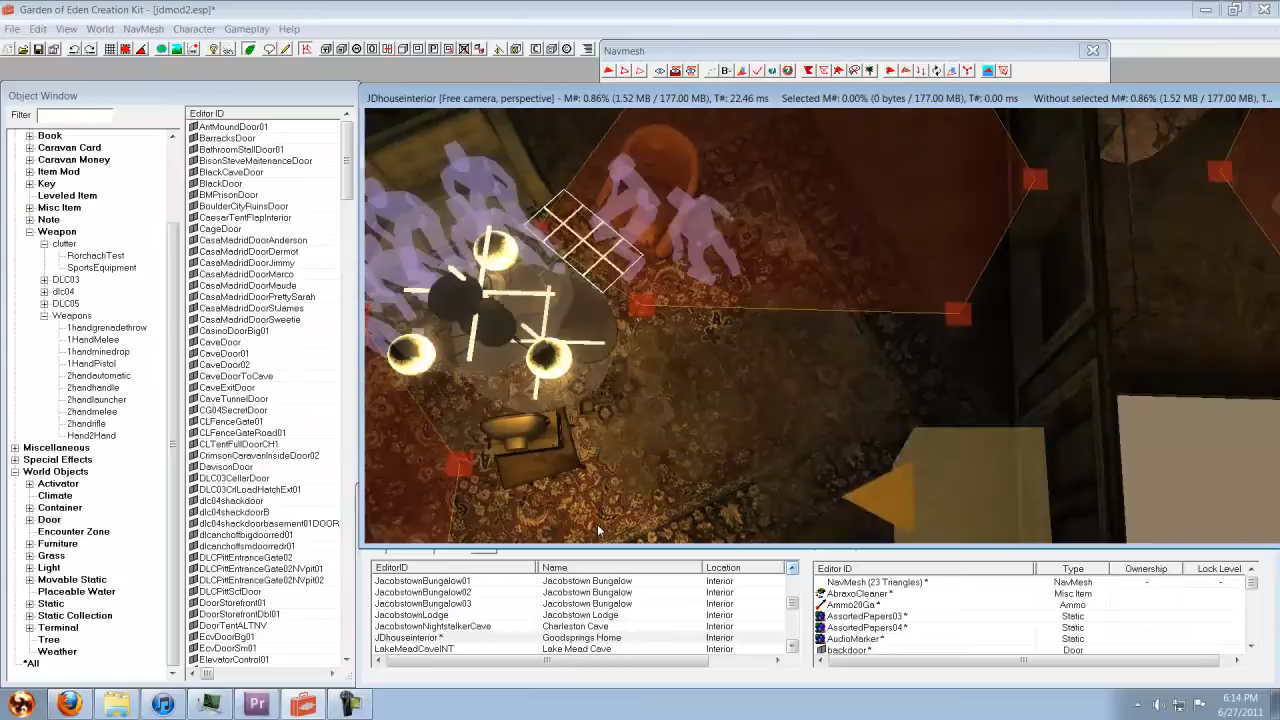 Garden of Eden Creation Kit - [jdmod2.esp]*
File Edit View World NavMesh Character Gameplay Help
Navmesh
Object Window
JDhouseinterior [Free camera, perspective] - M#: 0.86% (1.52 MB / 177.00 MB), T#: 22.46 ms Selected M#: 0.00% (0 bytes / 177.00 MB), T#: 0.00 ms Without selected M#: 0.86% (1.52 MB / 177.00 MB), T...
Filter
Editor ID
Book
Caravan Card
Caravan Money
Item Mod
Key
Leveled Item
Misc Item
Note
Weapon
clutter
RorchachTest
SportsEquipment
DLC03
dlc04
DLC05
Weapons
1handgrenadethrow
1HandMelee
1handminedrop
1HandPistol
2handautomatic
2handhandle
2handlauncher
2handmelee
2handrifle
Hand2Hand
Miscellaneous
Special Effects
World Objects
Activator
Climate
Container
Door
Encounter Zone
Furniture
Grass
Light
Movable Static
Placeable Water
Static
Static Collection
Terminal
Tree
Weather
*All
AntMoundDoor01
BarracksDoor
BathroomStallDoor01
BisonSteveMaitenanceDoor
BlackCaveDoor
BlackDoor
BMPrisonDoor
BoulderCityRuinsDoor
CaesarTentFlapInterior
CageDoor
CasaMadridDoorAnderson
CasaMadridDoorDermot
CasaMadridDoorJimmy
CasaMadridDoorMarco
CasaMadridDoorMaude
CasaMadridDoorPrettySarah
CasaMadridDoorStJames
CasaMadridDoorSweetie
CasinoDoorBig01
CaveDoor
CaveDoor01
CaveDoor02
CaveDoorToCave
CaveExitDoor
CaveTunnelDoor
CG04SecretDoor
CLFenceGate01
CLFenceGateRoad01
CLTentFullDoorCH1
CrimsonCaravanInsideDoor02
DavisonDoor
DLC03CellarDoor
DLC03CrlLoadHatchExt01
dlc04shackdoor
dlc04shackdoorB
dlc04shackdoorbasement01DOOR
dlcanchoffbigdoorred01
dlcanchoffsmdoorredr01
DLCPittEntranceGate02
DLCPittEntranceGate02NVpit01
DLCPittEntranceGate02NVpit02
DLCPittSctDoor
DoorStorefront01
DoorStorefrontDbl01
DoorTentALTNV
EcvDoorBg01
EcvDoorSm01
ElevatorControl01
EditorID Name Location
JacobstownBungalow01 Jacobstown Bungalow Interior
JacobstownBungalow02 Jacobstown Bungalow Interior
JacobstownBungalow03 Jacobstown Bungalow Interior
JacobstownLodge Jacobstown Lodge Interior
JacobstownNightstalkerCave Charleston Cave Interior
JDhouseinterior * Goodsprings Home Interior
LakeMeadCaveINT Lake Mead Cave Interior
Editor ID Type Ownership Lock Level
NavMesh (23 Triangles) * NavMesh - -
AbraxoCleaner * Misc Item
Ammo20Ga * Ammo
AssortedPapers03 * Static
AssortedPapers04 * Static
AudioMarker * Static
backdoor * Door
6:14 PM
6/27/2011